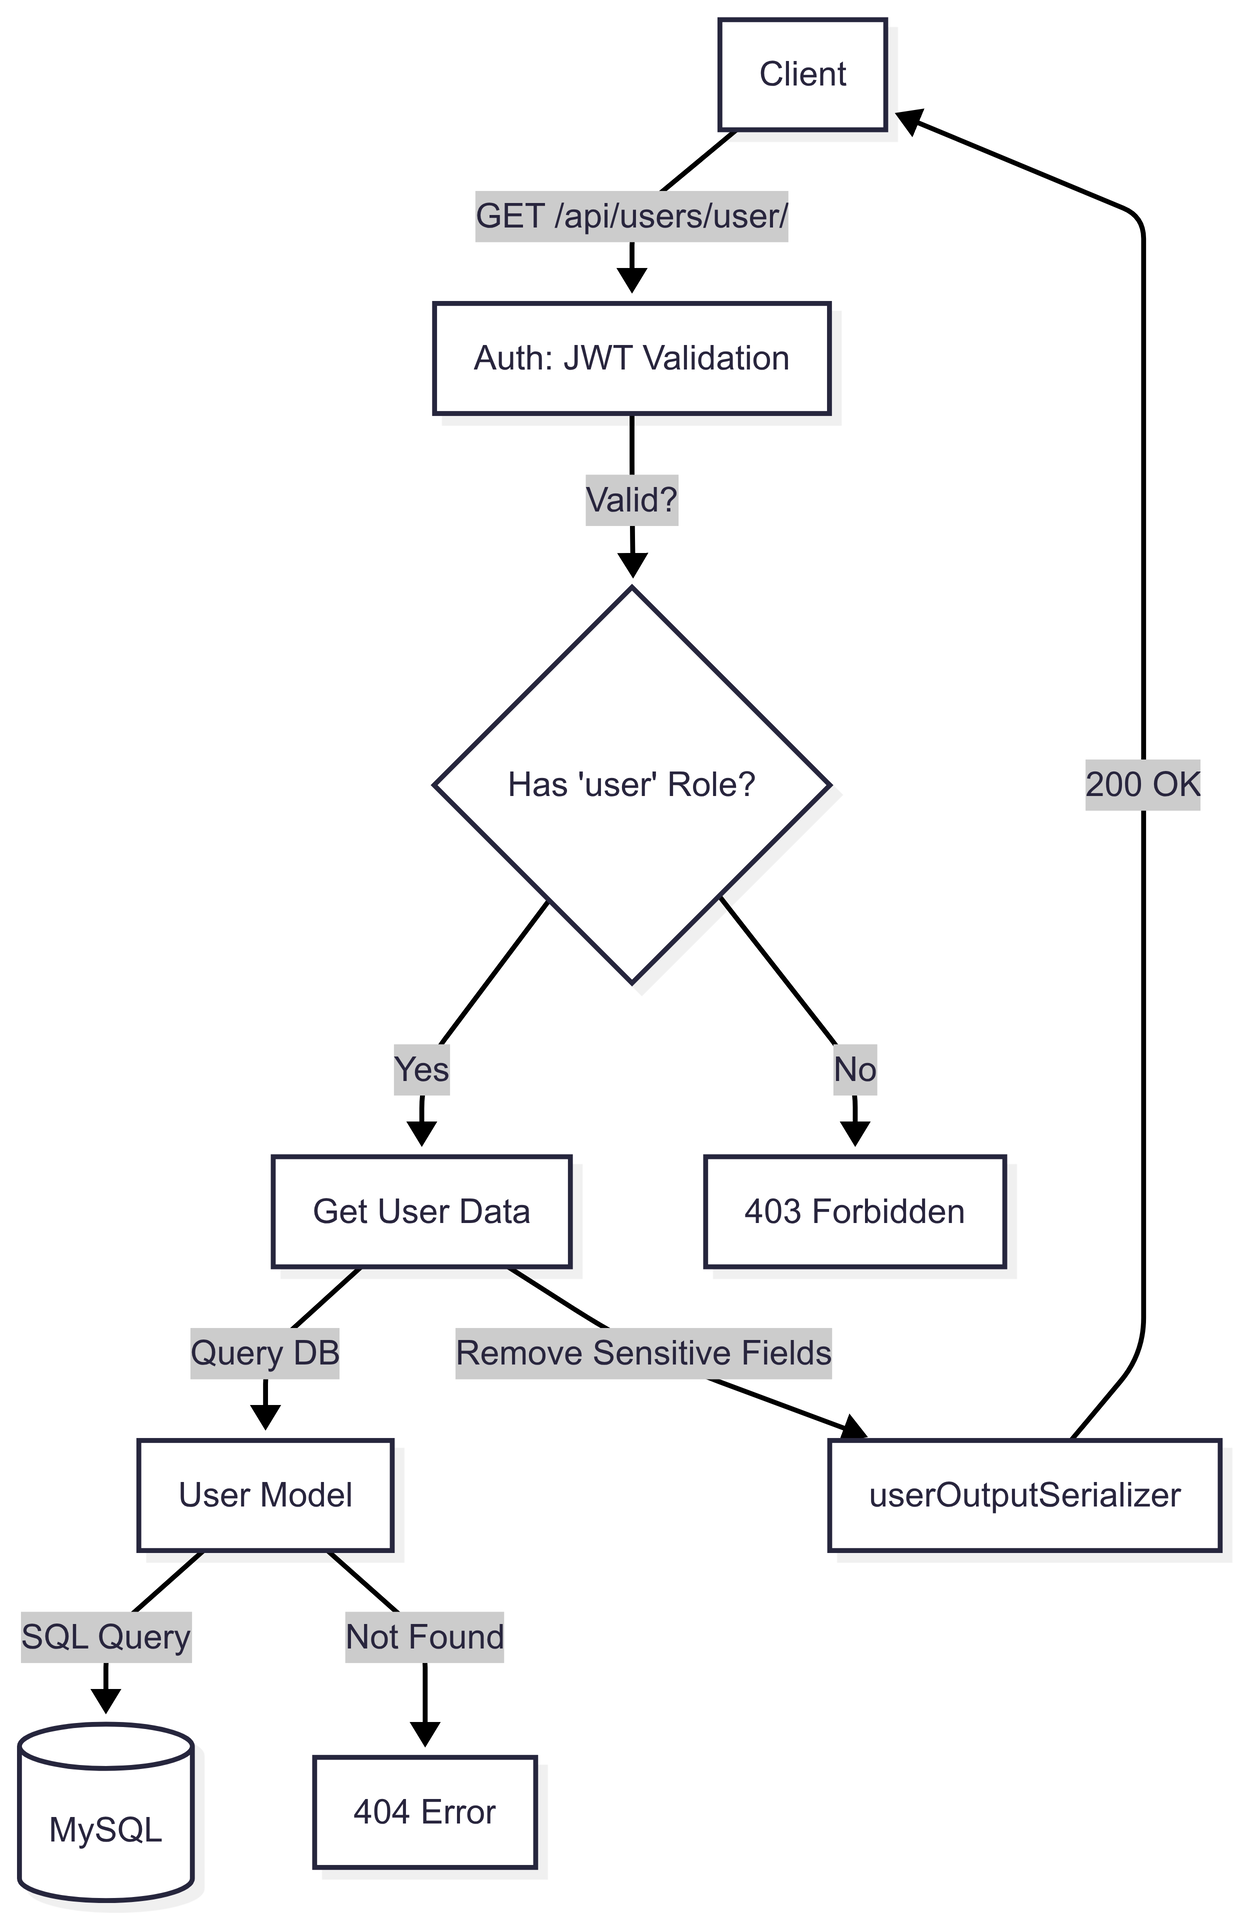 Client
GET /api/users/user/
Auth: JWT Validation
Valid?
Has 'user' Role?
200 OK
Yes
No
Get User Data
403 Forbidden
Query DB
Remove Sensitive Fields
User Model
userOutputSerializer
SQL Query
Not Found
MySQL
404 Error